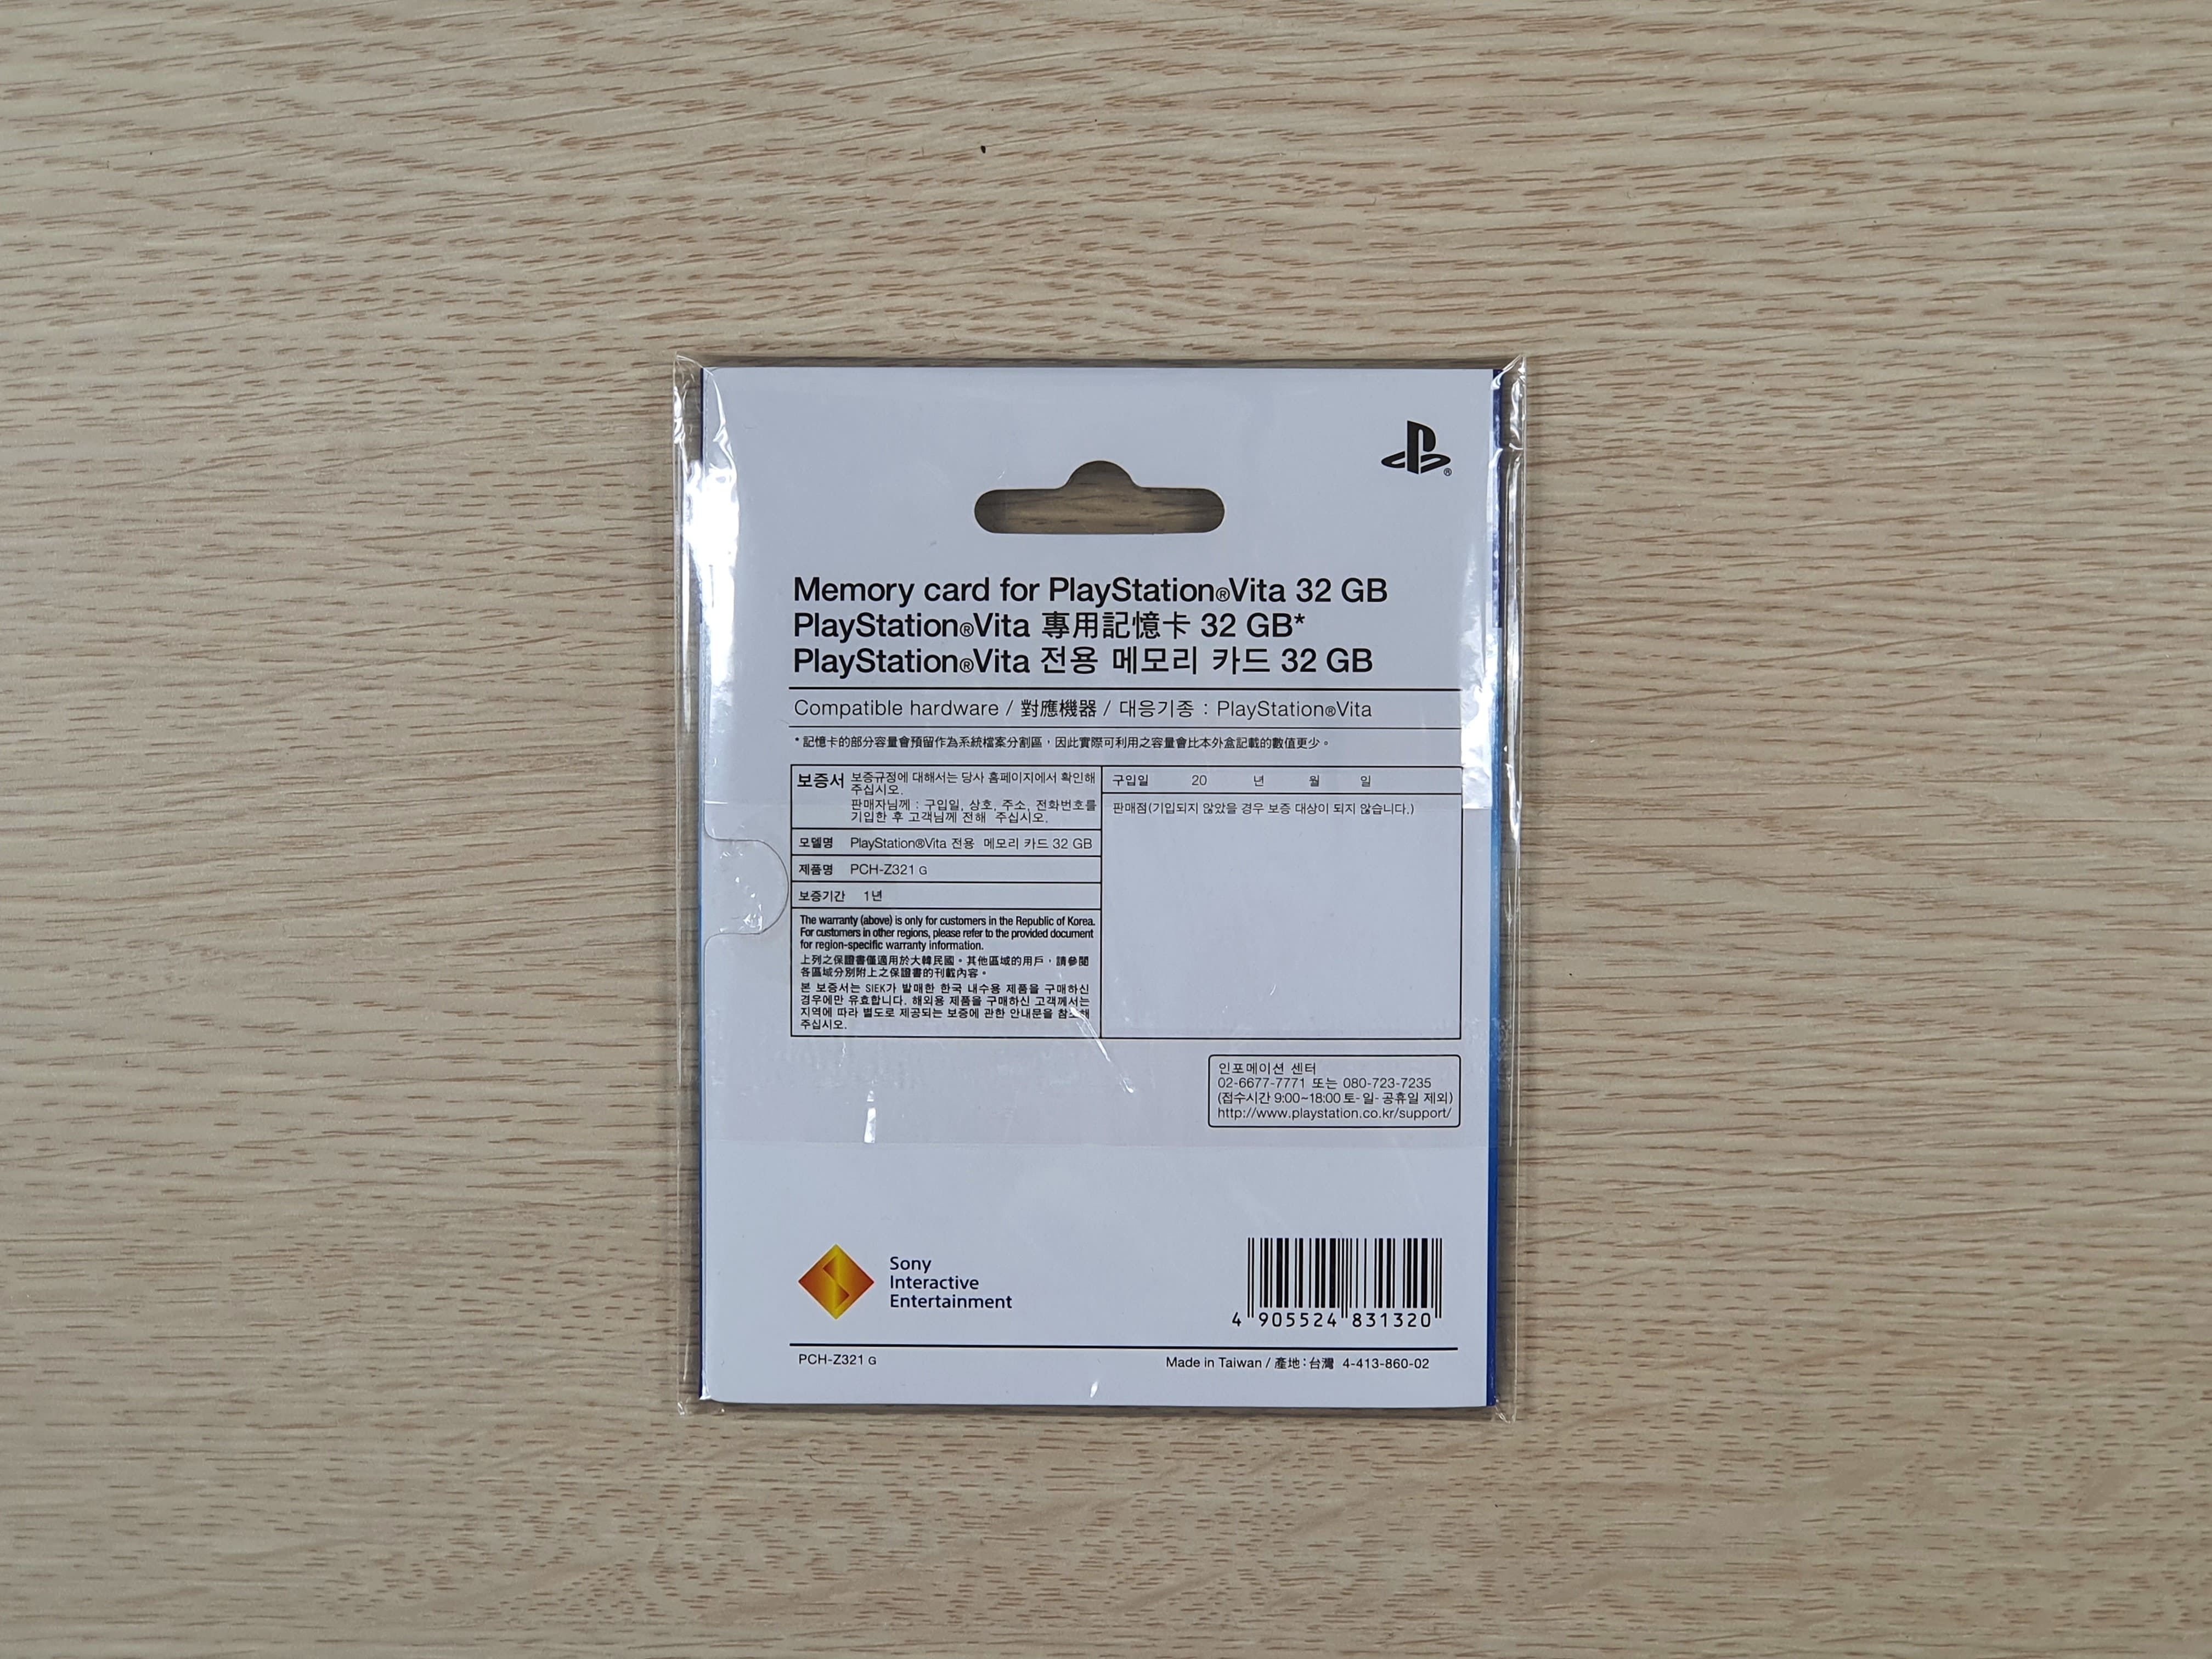 Memory card for PlayStation®Vita 32 GB
PlayStation®Vita 專用記憶卡 32 GB*
PlayStation®Vita 전용 메모리 카드 32 GB
Compatible hardware / 對應機器 / 대응기종 : PlayStation®Vita
* 記憶卡的部分容量會預留作為系統檔案分割區，因此實際可利用之容量會比本外盒記載的數值更少。
보증서 보증규정에 대해서는 당사 홈페이지에서 확인해
주십시오.
판매자님께 : 구입일, 상호, 주소, 전화번호를
기입한 후 고객님께 전해 주십시오.
모델명 PlayStation®Vita 전용 메모리 카드 32 GB
제품명 PCH-Z321 G
보증기간 1년
The warranty (above) is only for customers in the Republic of Korea.
For customers in other regions, please refer to the provided document
for region-specific warranty information.
上列之保證書僅適用於大韓民國。其他區域的用戶，請參閱
各區域分別附上之保證書的刊載內容。
본 보증서는 SIEK가 발매한 한국 내수용 제품을 구매하신
경우에만 유효합니다. 해외용 제품을 구매하신 고객께서는
지역에 따라 별도로 제공되는 보증에 관한 안내문을 참조해
주십시오.
구입일 20 년 월 일
판매점(기입되지 않았을 경우 보증 대상이 되지 않습니다.)
인포메이션 센터
02-6677-7771 또는 080-723-7235
(접수시간 9:00~18:00 토·일·공휴일 제외)
http://www.playstation.co.kr/support/
Sony
Interactive
Entertainment
4 905524 831320
PCH-Z321 G
Made in Taiwan / 產地：台灣 4-413-860-02